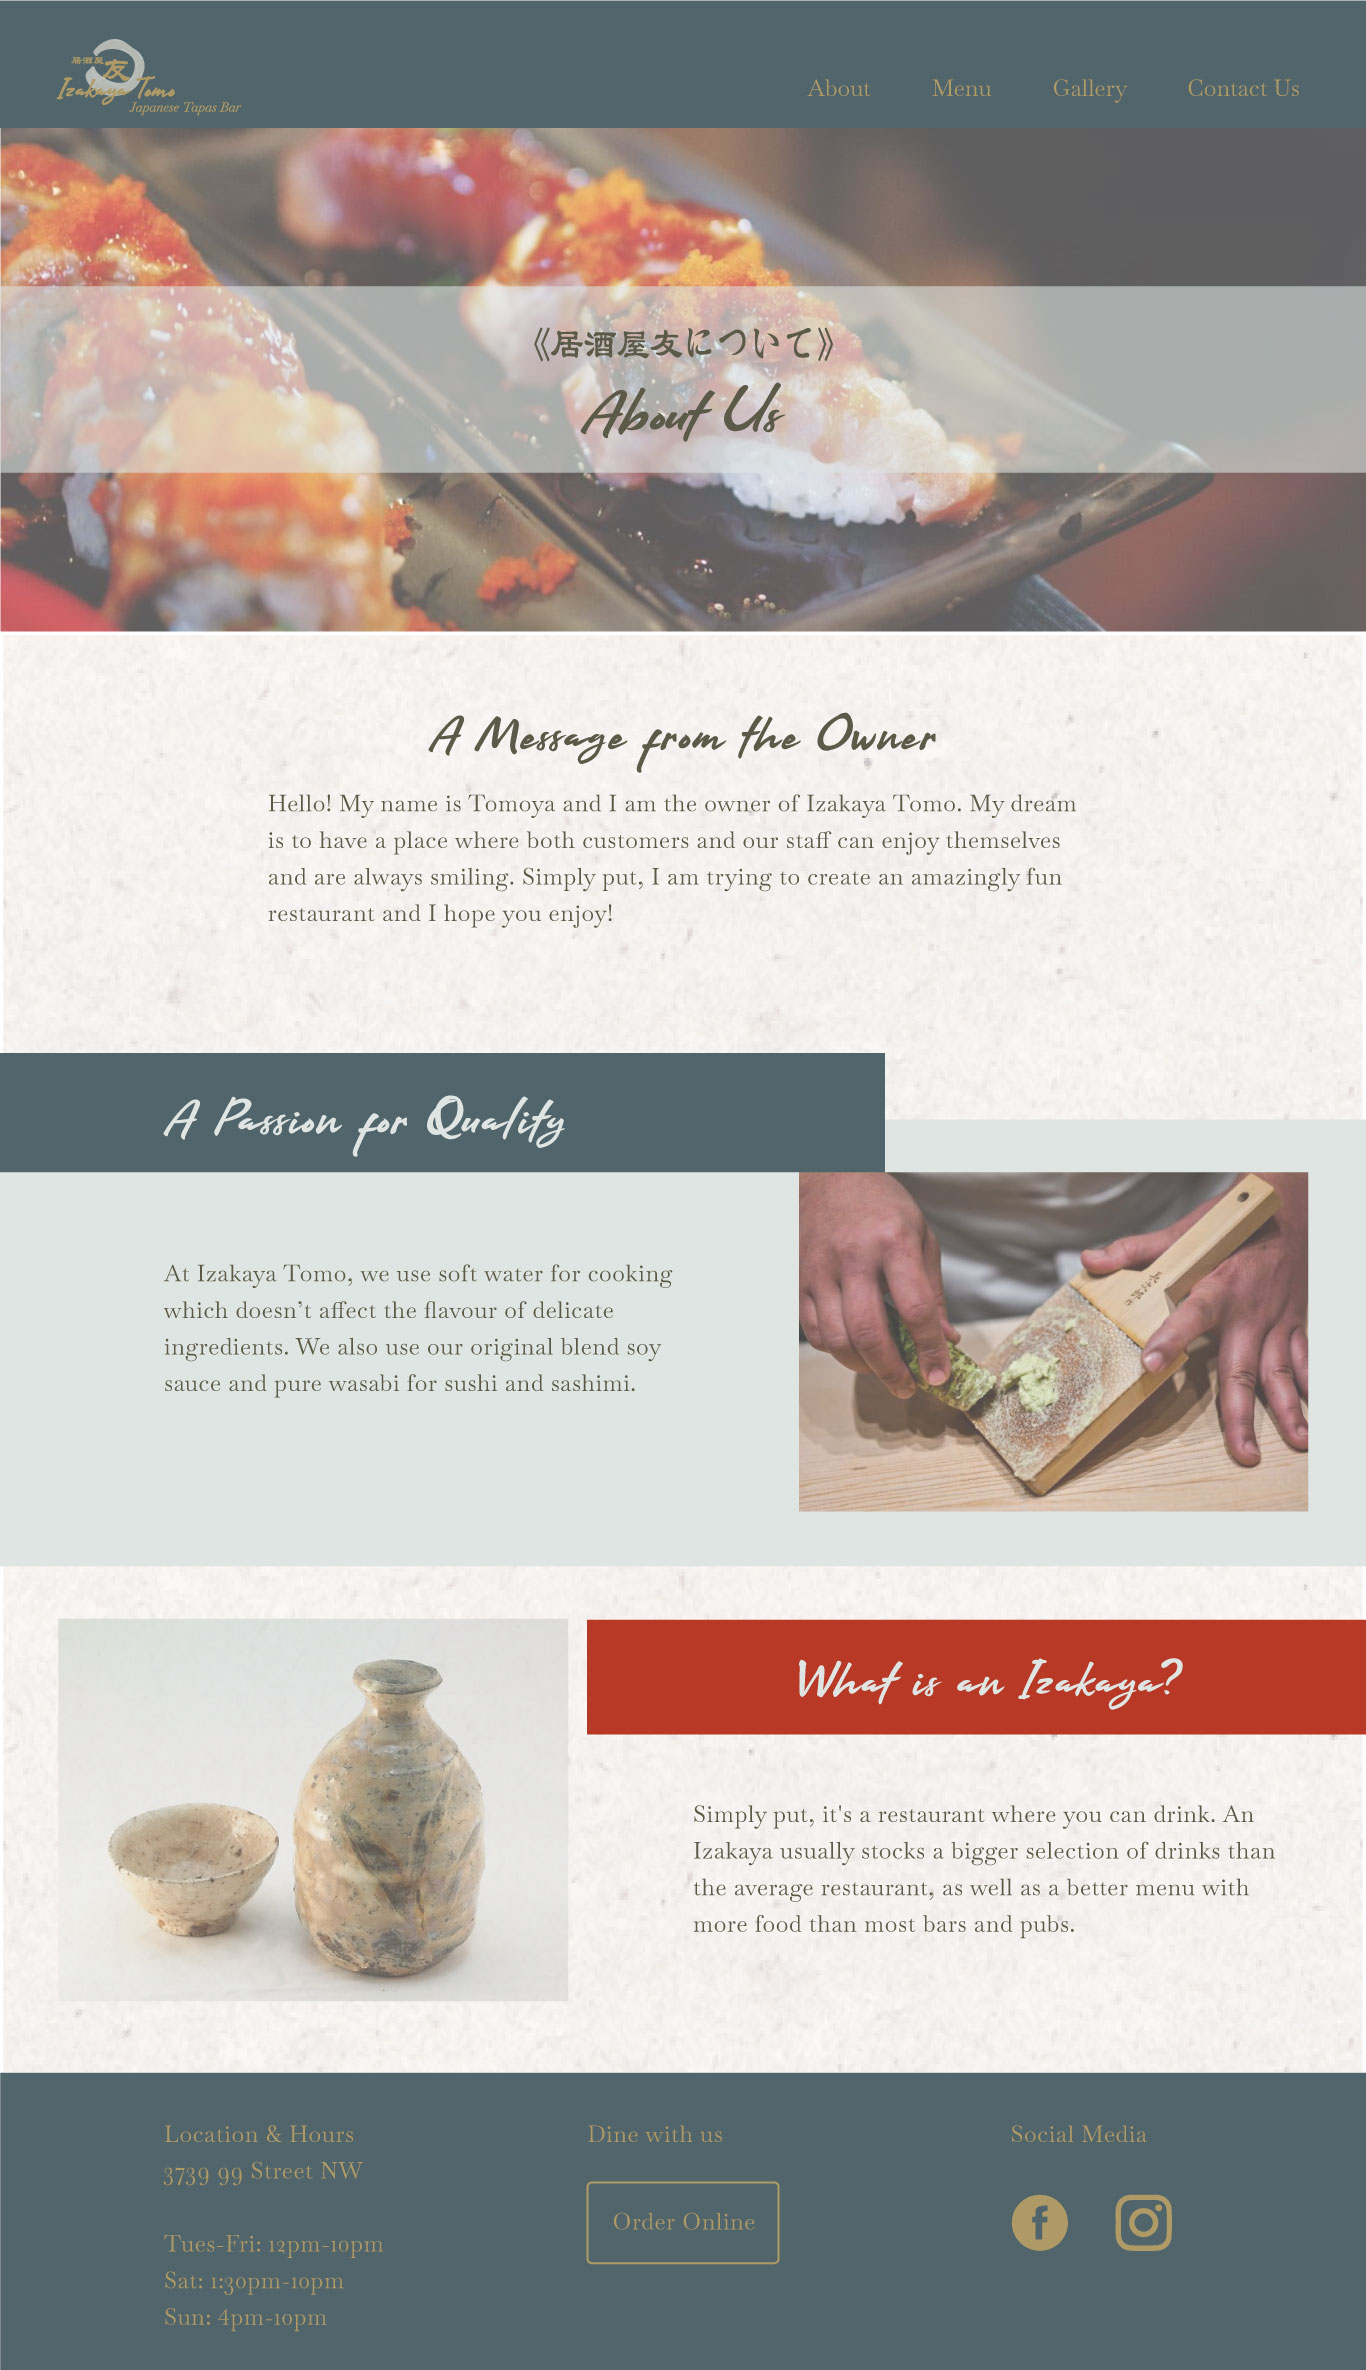 居酒屋 友
Izakaya Tomo
Japanese Tapas Bar
About Menu Gallery Contact Us
《居酒屋友について》
About Us
A Message from the Owner
Hello! My name is Tomoya and I am the owner of Izakaya Tomo. My dream
is to have a place where both customers and our staff can enjoy themselves
and are always smiling. Simply put, I am trying to create an amazingly fun
restaurant and I hope you enjoy!
A Passion for Quality
At Izakaya Tomo, we use soft water for cooking
which doesn’t affect the flavour of delicate
ingredients. We also use our original blend soy
sauce and pure wasabi for sushi and sashimi.
What is an Izakaya?
Simply put, it's a restaurant where you can drink. An
Izakaya usually stocks a bigger selection of drinks than
the average restaurant, as well as a better menu with
more food than most bars and pubs.
Location & Hours
3739 99 Street NW
Tues-Fri: 12pm-10pm
Sat: 1:30pm-10pm
Sun: 4pm-10pm
Dine with us
Order Online
Social Media